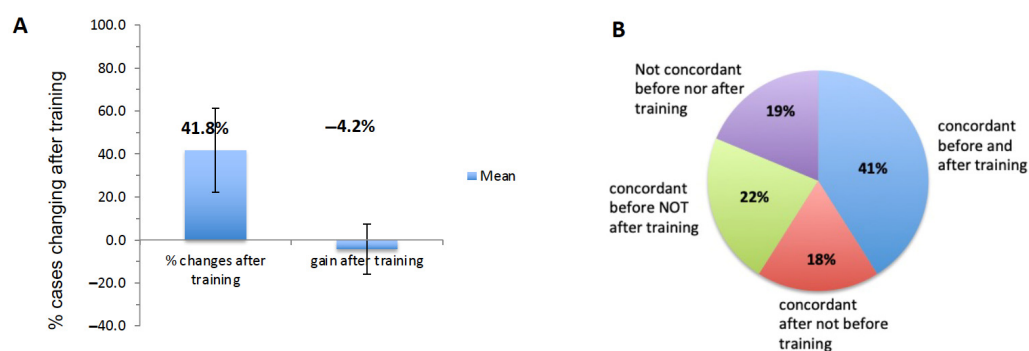 A
% cases changing after training
100.0
80.0
60.0
40.0
20.0
0.0
–20.0
–40.0
41.8%
–4.2%
% changes after
training
gain after training
Mean
B
Not concordant
before nor after
training
19%
concordant
before and
after training
41%
concordant
before NOT
after training
22%
18%
concordant
after not before
training